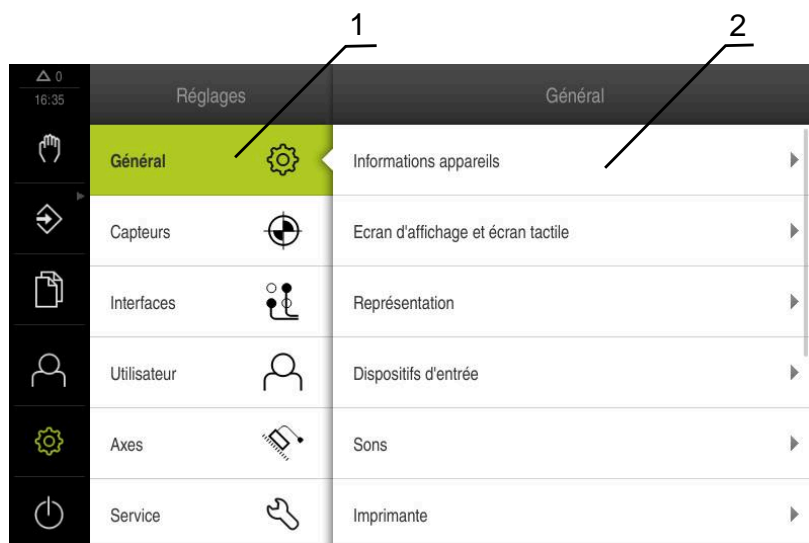 1
2
0
16:35
Réglages
Général
Général
Capteurs
Interfaces
Utilisateur
Axes
Service
Informations appareils
Ecran d'affichage et écran tactile
Représentation
Dispositifs d'entrée
Sons
Imprimante